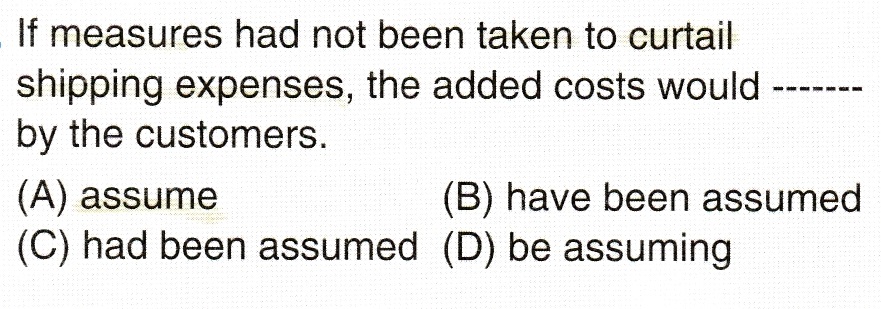 If measures had not been taken to curtail
shipping expenses, the added costs would -------
by the customers.
(A) assume (B) have been assumed
(C) had been assumed (D) be assuming